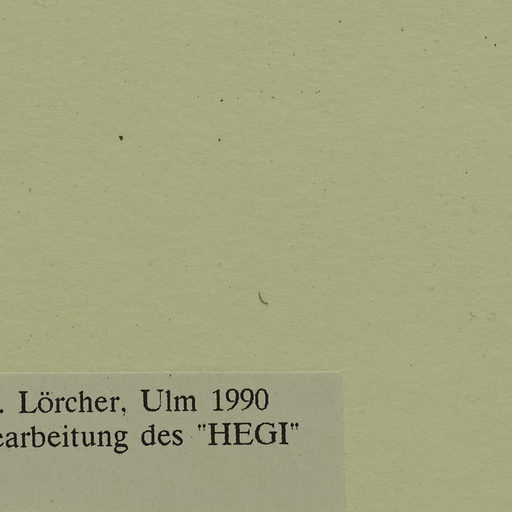 . Lörcher, Ulm 1990
earbeitung des "HEGI"